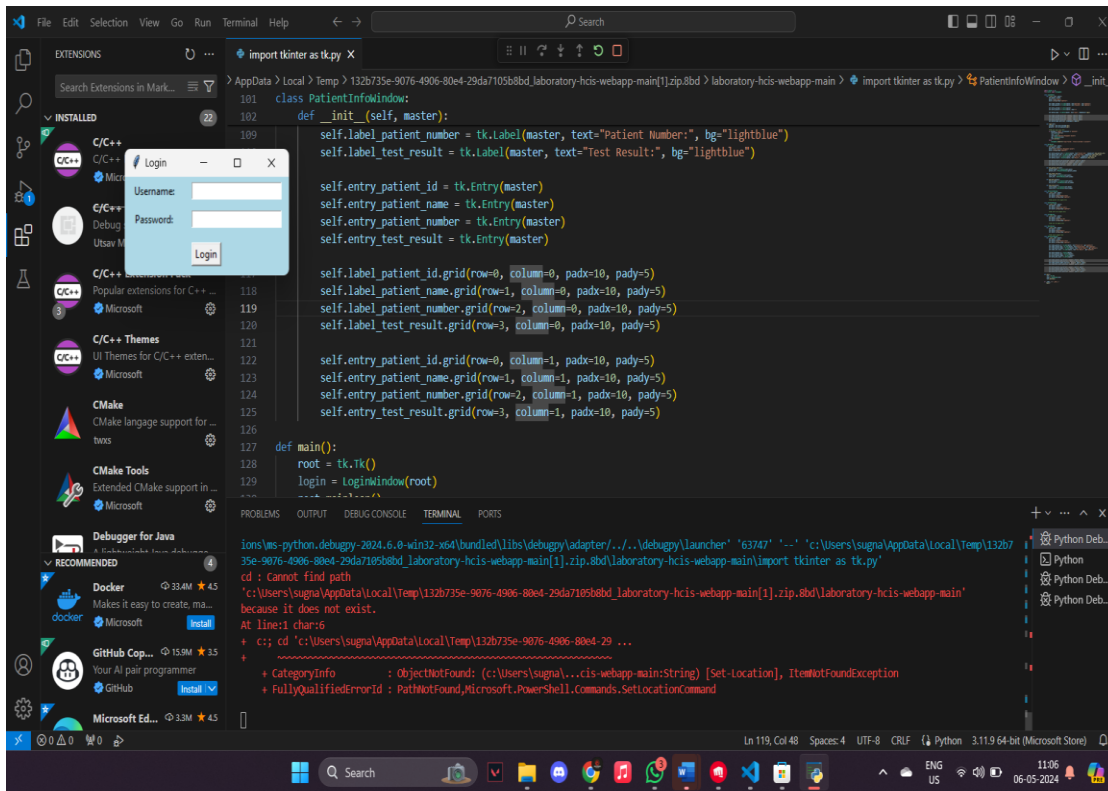 File Edit Selection View Go Run Terminal Help
Search
EXTENSIONS
import tkinter as tk.py
Search Extensions in Mark...
> AppData > Local > Temp > 132b735e-9076-4906-80e4-29da7105b8bd_laboratory-hcis-webapp-main[1].zip.8bd > laboratory-hcis-webapp-main > import tkinter as tk.py > PatientInfoWindow > __init_
INSTALLED 22
C/C++
C/C++
C/C++
Debug
Utsav M
C/C++ Extension Pack
Popular extensions for C++ ...
3 Microsoft
C/C++ Themes
UI Themes for C/C++ exten...
Microsoft
CMake
CMake langage support for ...
twxs
CMake Tools
Extended CMake support in ...
Microsoft
Debugger for Java
RECOMMENDED 4
Docker 33.4M 4.5
Makes it easy to create, ma...
Microsoft Install
GitHub Cop... 15.9M 3.5
Your AI pair programmer
GitHub Install
Microsoft Ed... 3.3M 4.5
Login
Username:
Password:
Login
101 class PatientInfoWindow:
102 def __init__(self, master):
109 self.label_patient_number = tk.Label(master, text="Patient Number:", bg="lightblue")
self.label_test_result = tk.Label(master, text="Test Result:", bg="lightblue")
self.entry_patient_id = tk.Entry(master)
self.entry_patient_name = tk.Entry(master)
self.entry_patient_number = tk.Entry(master)
self.entry_test_result = tk.Entry(master)
self.label_patient_id.grid(row=0, column=0, padx=10, pady=5)
118 self.label_patient_name.grid(row=1, column=0, padx=10, pady=5)
119 self.label_patient_number.grid(row=2, column=0, padx=10, pady=5)
120 self.label_test_result.grid(row=3, column=0, padx=10, pady=5)
121
122 self.entry_patient_id.grid(row=0, column=1, padx=10, pady=5)
123 self.entry_patient_name.grid(row=1, column=1, padx=10, pady=5)
124 self.entry_patient_number.grid(row=2, column=1, padx=10, pady=5)
125 self.entry_test_result.grid(row=3, column=1, padx=10, pady=5)
126
127 def main():
128 root = tk.Tk()
129 login = LoginWindow(root)
PROBLEMS OUTPUT DEBUG CONSOLE TERMINAL PORTS
ions\ms-python.debugpy-2024.6.0-win32-x64\bundled\libs\debugpy\adapter/../..\debugpy\launcher' '63747' '--' 'c:\Users\sugna\AppData\Local\Temp\132b7
35e-9076-4906-80e4-29da7105b8bd_laboratory-hcis-webapp-main[1].zip.8bd\laboratory-hcis-webapp-main\import tkinter as tk.py'
cd : Cannot find path
'c:\Users\sugna\AppData\Local\Temp\132b735e-9076-4906-80e4-29da7105b8bd_laboratory-hcis-webapp-main[1].zip.8bd\laboratory-hcis-webapp-main'
because it does not exist.
At line:1 char:6
+ c:; cd 'c:\Users\sugna\AppData\Local\Temp\132b735e-9076-4906-80e4-29 ...
+ ~~~~~~~~~~~~~~~~~~~~~~~~~~~~~~~~~~~~~~~~~~~~~~~~~~~~~~~~~~~~~
+ CategoryInfo : ObjectNotFound: (c:\Users\sugna\...cis-webapp-main:String) [Set-Location], ItemNotFoundException
+ FullyQualifiedErrorId : PathNotFound,Microsoft.PowerShell.Commands.SetLocationCommand
Python Deb...
Python
Python Deb...
Python Deb...
0 0 0 Ln 119, Col 48 Spaces: 4 UTF-8 CRLF Python 3.11.9 64-bit (Microsoft Store)
Search
ENG
US
11:06
06-05-2024